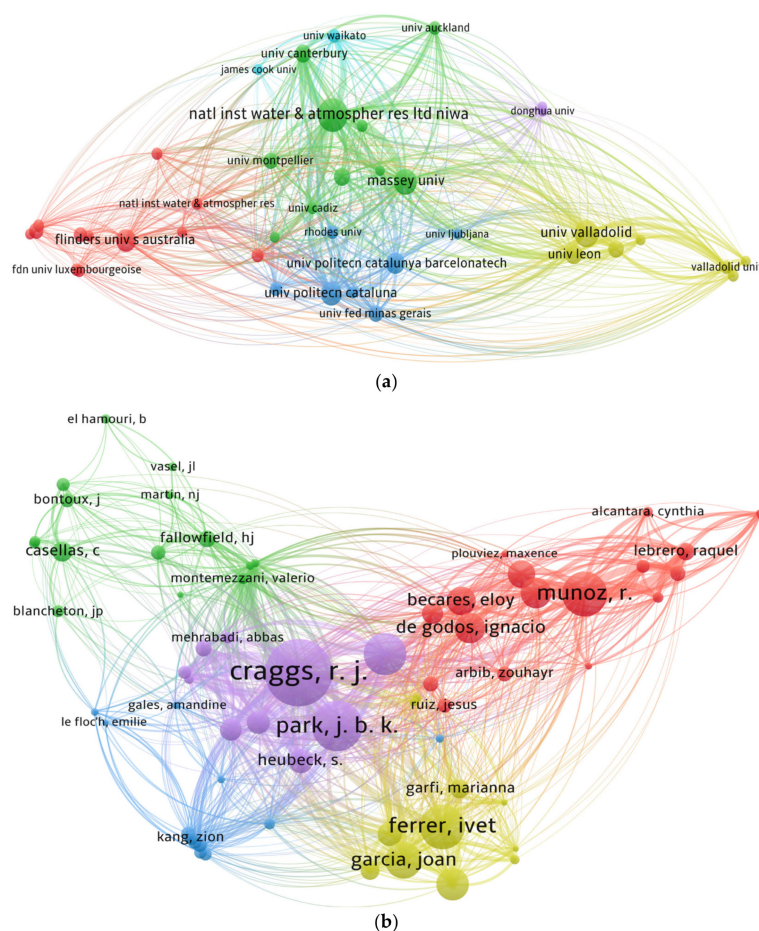 univ auckland
univ waikato
univ canterbury
james cook univ
donghua univ
natl inst water & atmospher res ltd niwa
univ montpellier
massey univ
natl inst water & atmospher res
univ cadiz
rhodes univ
univ ljubljana
univ valladolid
flinders univ s australia
univ leon
fdn univ luxembourgeoise
univ politecn catalunya barcelonatech
valladolid univ
univ politecn cataluna
univ fed minas gerais
(a)
el hamouri, b
vasel, jl
bontoux, j
martin, nj
alcantara, cynthia
fallowfield, hj
casellas, c
plouviez, maxence
lebrero, raquel
montemezzani, valerio
munoz, r.
becares, eloy
blancheton, jp
de godos, ignacio
mehrabadi, abbas
craggs, r. j.
arbib, zouhayr
gales, amandine
ruiz, jesus
le floc'h, emilie
park, j. b. k.
heubeck, s.
garfi, marianna
ferrer, ivet
kang, zion
garcia, joan
(b)